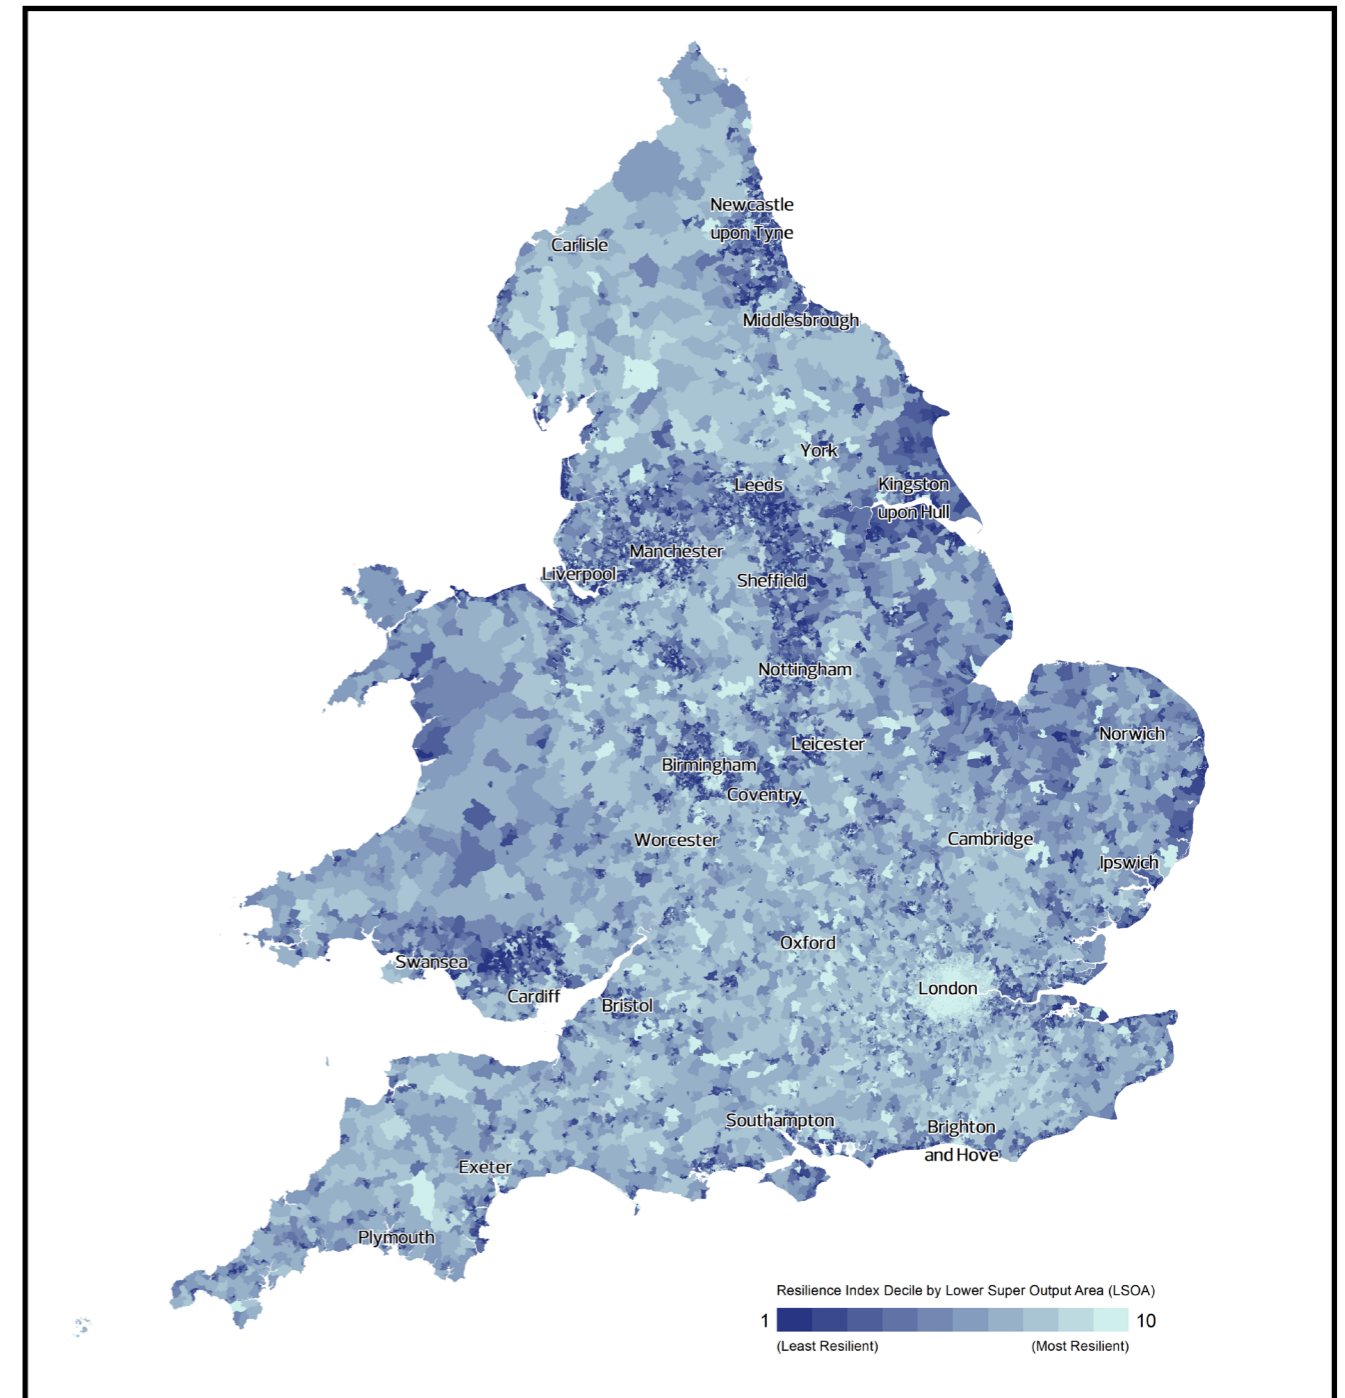 Newcastle
upon Tyne
Carlisle
Middlesbrough
York
Leeds
Kingston
upon Hull
Manchester
Liverpool
Sheffield
Nottingham
Norwich
Leicester
Birmingham
Coventry
Worcester
Cambridge
Ipswich
Oxford
Swansea
London
Cardiff
Bristol
Southampton
Brighton
and Hove
Exeter
Plymouth
Resilience Index Decile by Lower Super Output Area (LSOA)
1 10
(Least Resilient) (Most Resilient)